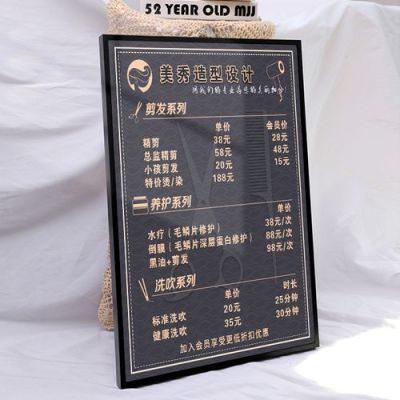 52 YEAR OLD MJJ
美秀造型设计
剪发系列
单价 会员价
精剪 38元 28元
总监精剪 58元 48元
小孩剪发 20元 15元
特价烫/染 188元
养护系列
单价
水疗（毛鳞片修护） 38元/次
倒膜（毛鳞片深层蛋白修护） 88元/次
黑油+剪发 98元/次
洗吹系列
单价 时长
标准洗吹 20元 25分钟
健康洗吹 35元 30分钟
加入会员享受更低折扣优惠